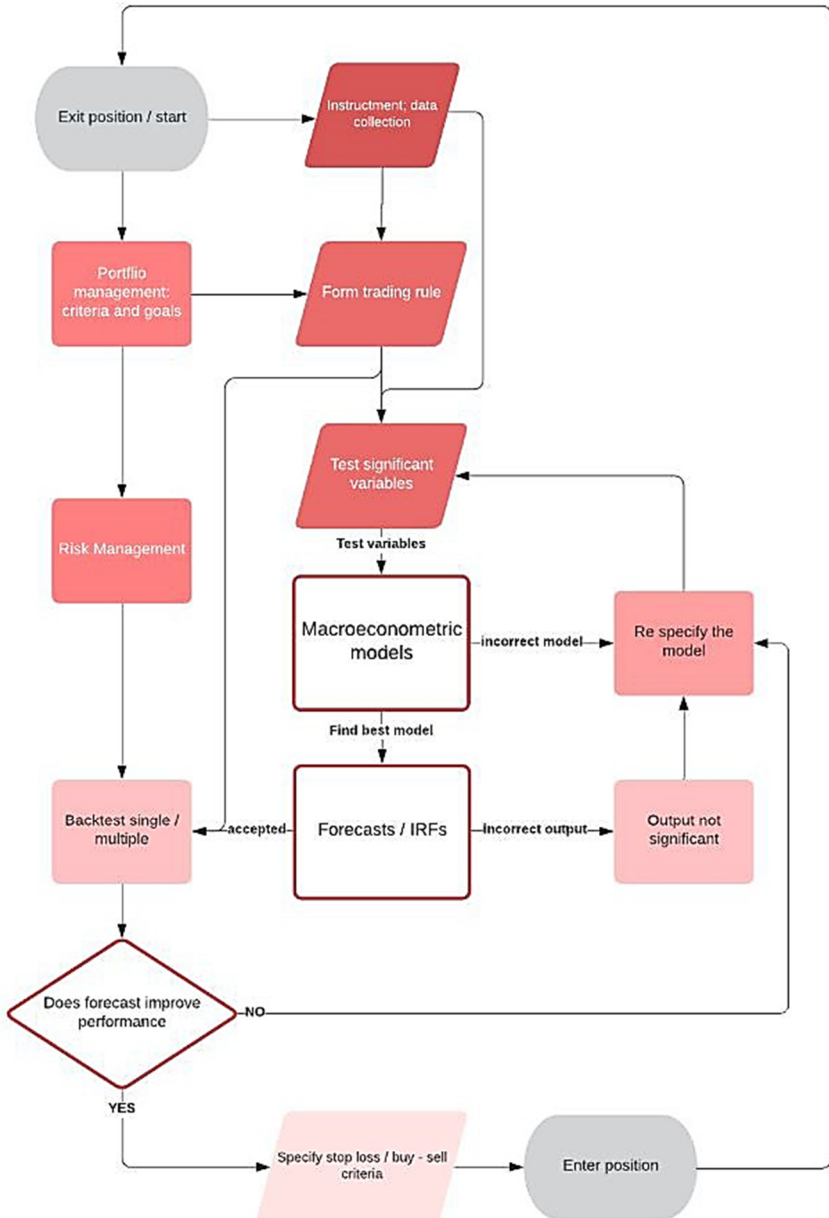 Exit position / start
Instructment; data
collection
Portflio
management:
criteria and goals
Form trading rule
Test significant
variables
Test variables
Risk Management
Macroeconometric
models
incorrect model
Re specify the
model
Find best model
Backtest single /
multiple
accepted
Forecasts / IRFs
incorrect output
Output not
significant
Does forecast improve
performance
NO
YES
Specify stop loss / buy - sell
criteria
Enter position